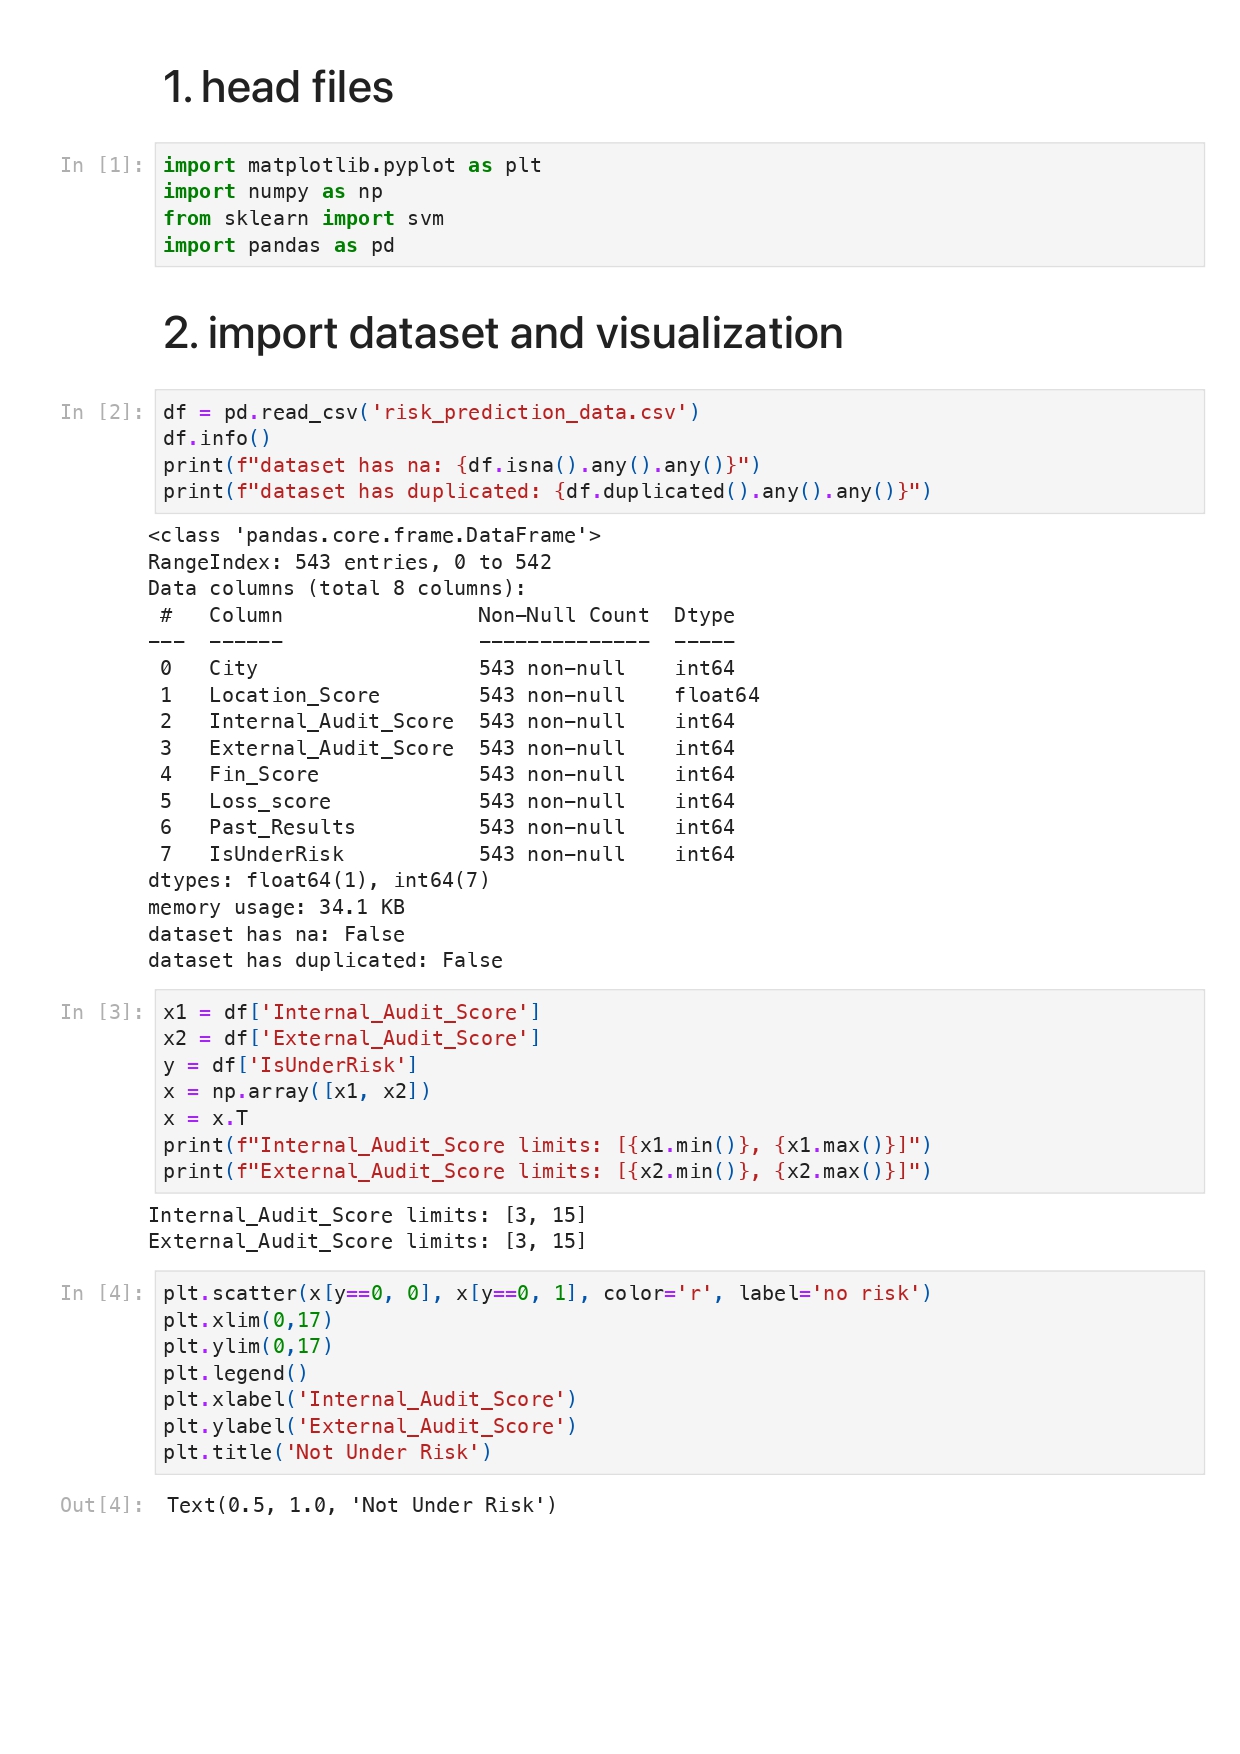 1. head files
In [1]: import matplotlib.pyplot as plt
import numpy as np
from sklearn import svm
import pandas as pd
2. import dataset and visualization
In [2]: df = pd.read_csv('risk_prediction_data.csv')
df.info()
print(f"dataset has na: {df.isna().any().any()}")
print(f"dataset has duplicated: {df.duplicated().any().any()}")
<class 'pandas.core.frame.DataFrame'>
RangeIndex: 543 entries, 0 to 542
Data columns (total 8 columns):
 #   Column                Non-Null Count  Dtype
---  ------                --------------  -----
 0   City                  543 non-null    int64
 1   Location_Score        543 non-null    float64
 2   Internal_Audit_Score  543 non-null    int64
 3   External_Audit_Score  543 non-null    int64
 4   Fin_Score             543 non-null    int64
 5   Loss_score            543 non-null    int64
 6   Past_Results          543 non-null    int64
 7   IsUnderRisk           543 non-null    int64
dtypes: float64(1), int64(7)
memory usage: 34.1 KB
dataset has na: False
dataset has duplicated: False
In [3]: x1 = df['Internal_Audit_Score']
x2 = df['External_Audit_Score']
y = df['IsUnderRisk']
x = np.array([x1, x2])
x = x.T
print(f"Internal_Audit_Score limits: [{x1.min()}, {x1.max()}]")
print(f"External_Audit_Score limits: [{x2.min()}, {x2.max()}]")
Internal_Audit_Score limits: [3, 15]
External_Audit_Score limits: [3, 15]
In [4]: plt.scatter(x[y==0, 0], x[y==0, 1], color='r', label='no risk')
plt.xlim(0,17)
plt.ylim(0,17)
plt.legend()
plt.xlabel('Internal_Audit_Score')
plt.ylabel('External_Audit_Score')
plt.title('Not Under Risk')
Out[4]: Text(0.5, 1.0, 'Not Under Risk')